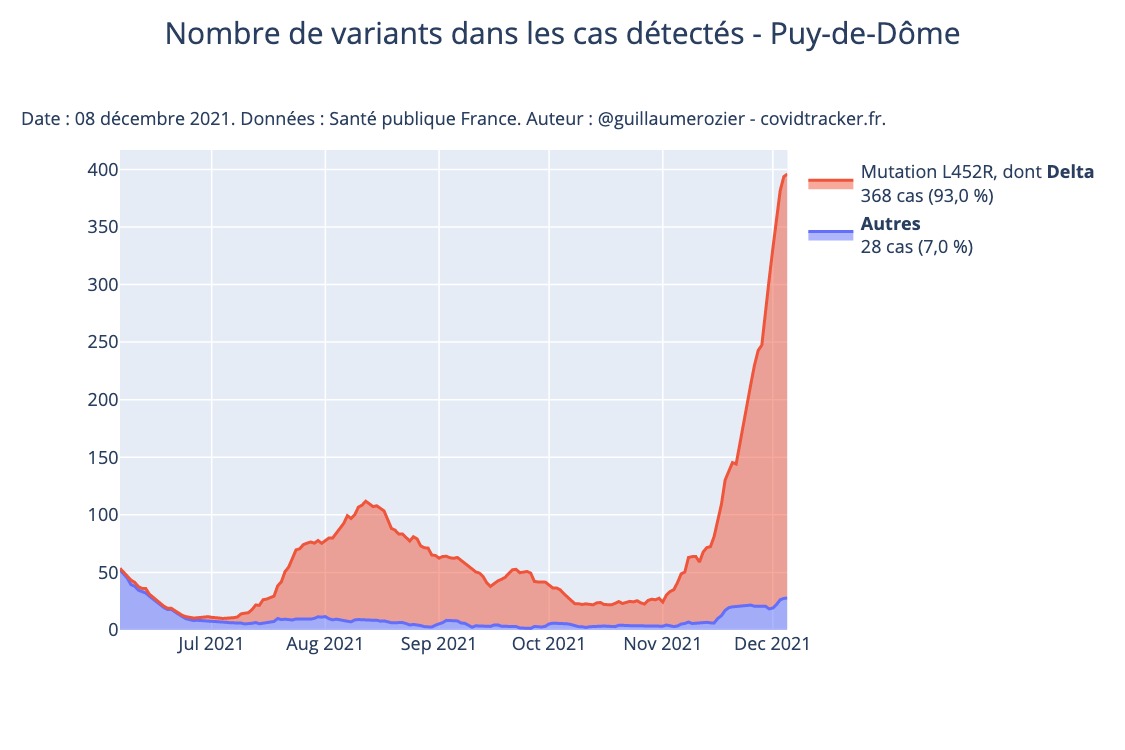 Nombre de variants dans les cas détectés - Puy-de-Dôme
Date : 08 décembre 2021. Données : Santé publique France. Auteur : @guillaumerozier - covidtracker.fr.
400
350
300
250
200
150
100
50
0
Jul 2021
Aug 2021
Sep 2021
Oct 2021
Nov 2021
Dec 2021
Mutation L452R, dont Delta
368 cas (93,0 %)
Autres
28 cas (7,0 %)